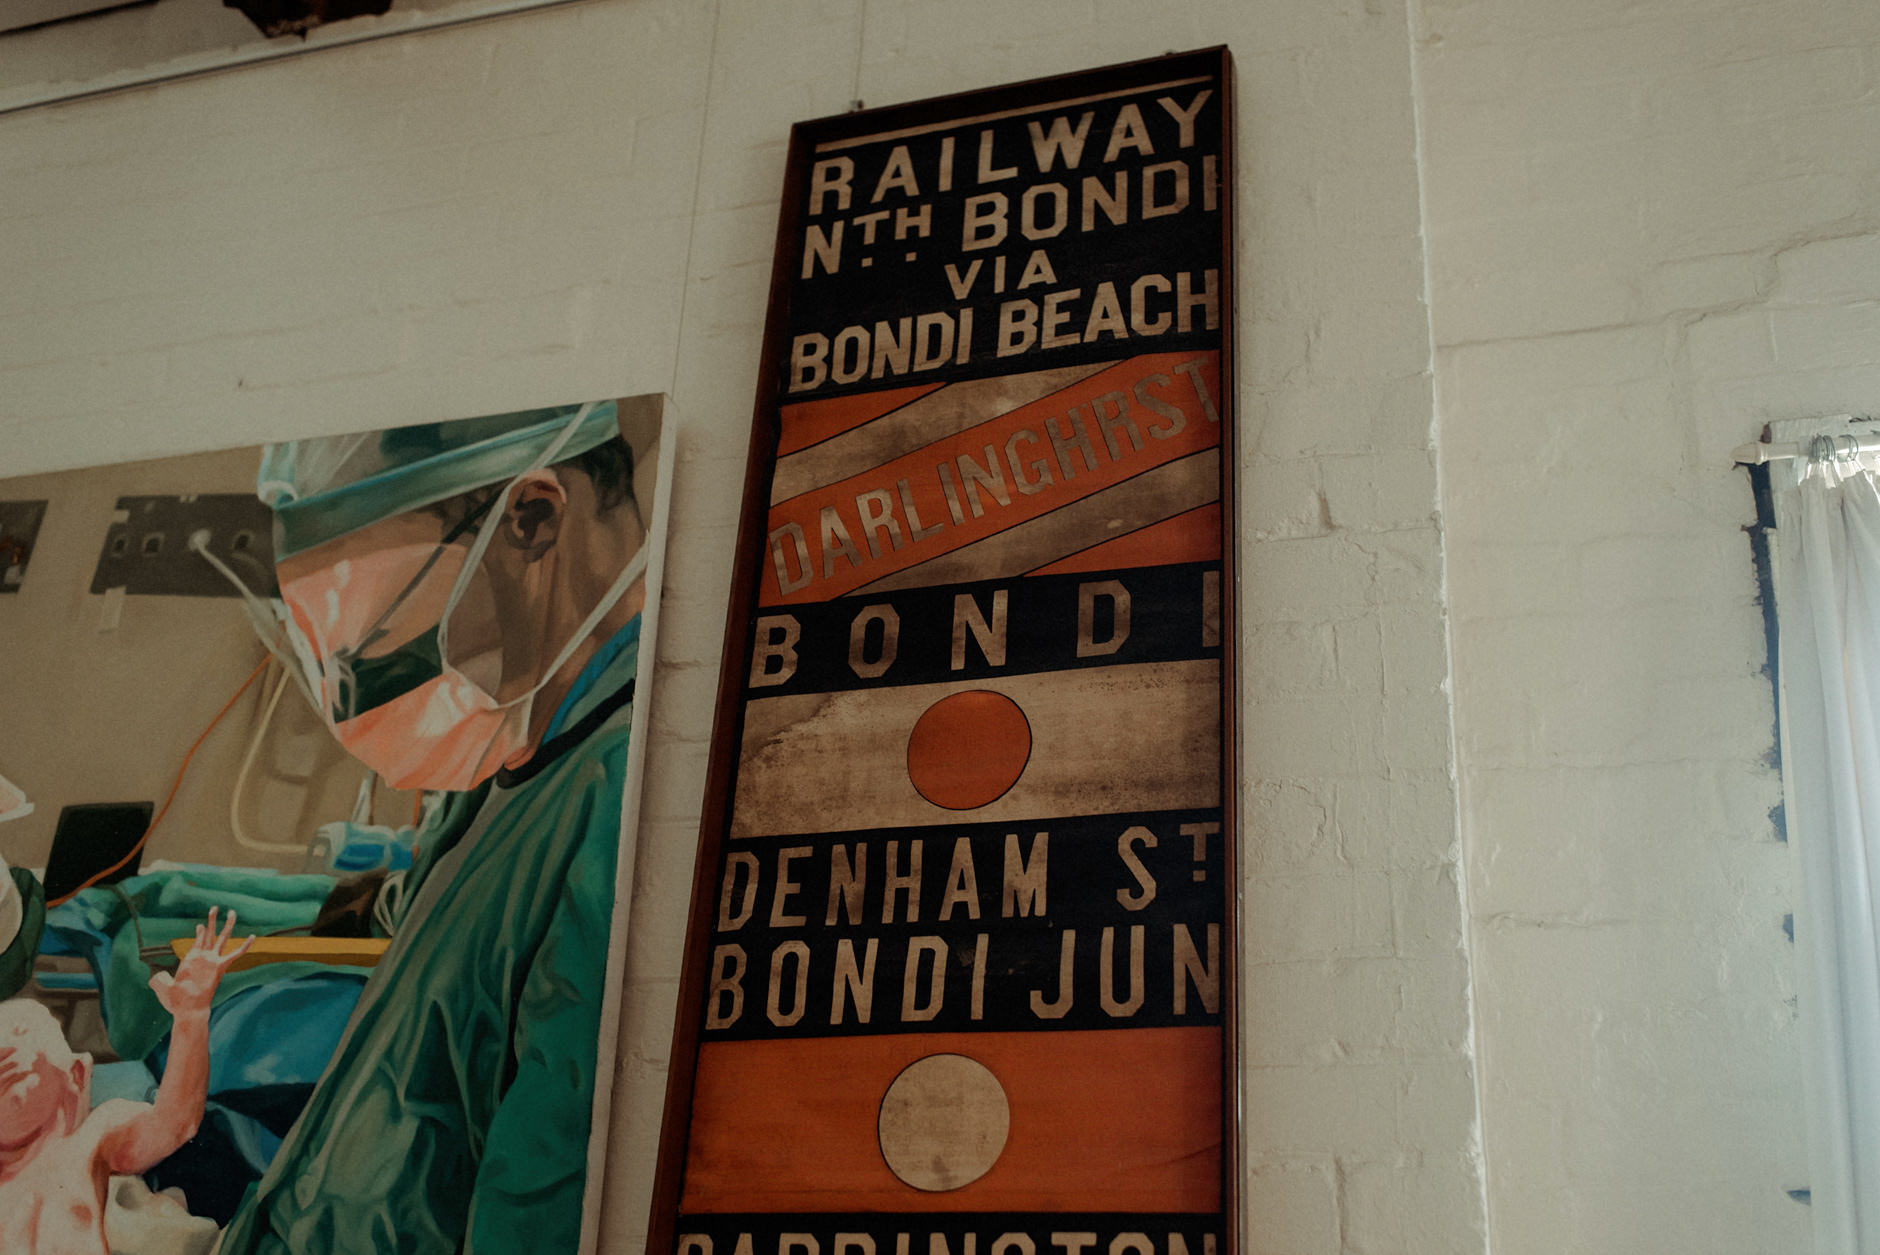 RAILWAY
NTH BONDI
VIA
BONDI BEACH
DARLINGHRST
BONDI
DENHAM ST
BONDI JUN